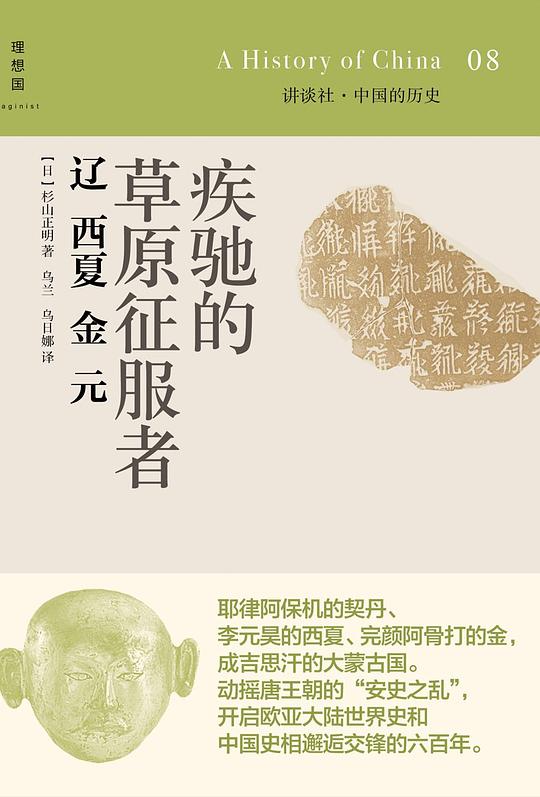 理想国
aginist
A History of China 08
讲谈社·中国的历史
疾驰的
草原征服者
辽 西夏 金 元
【日】杉山正明 著 乌兰 乌日娜 译
耶律阿保机的契丹、
李元昊的西夏、完颜阿骨打的金，
成吉思汗的大蒙古国。
动摇唐王朝的“安史之乱”，
开启欧亚大陆世界史和
中国史相邂逅交锋的六百年。